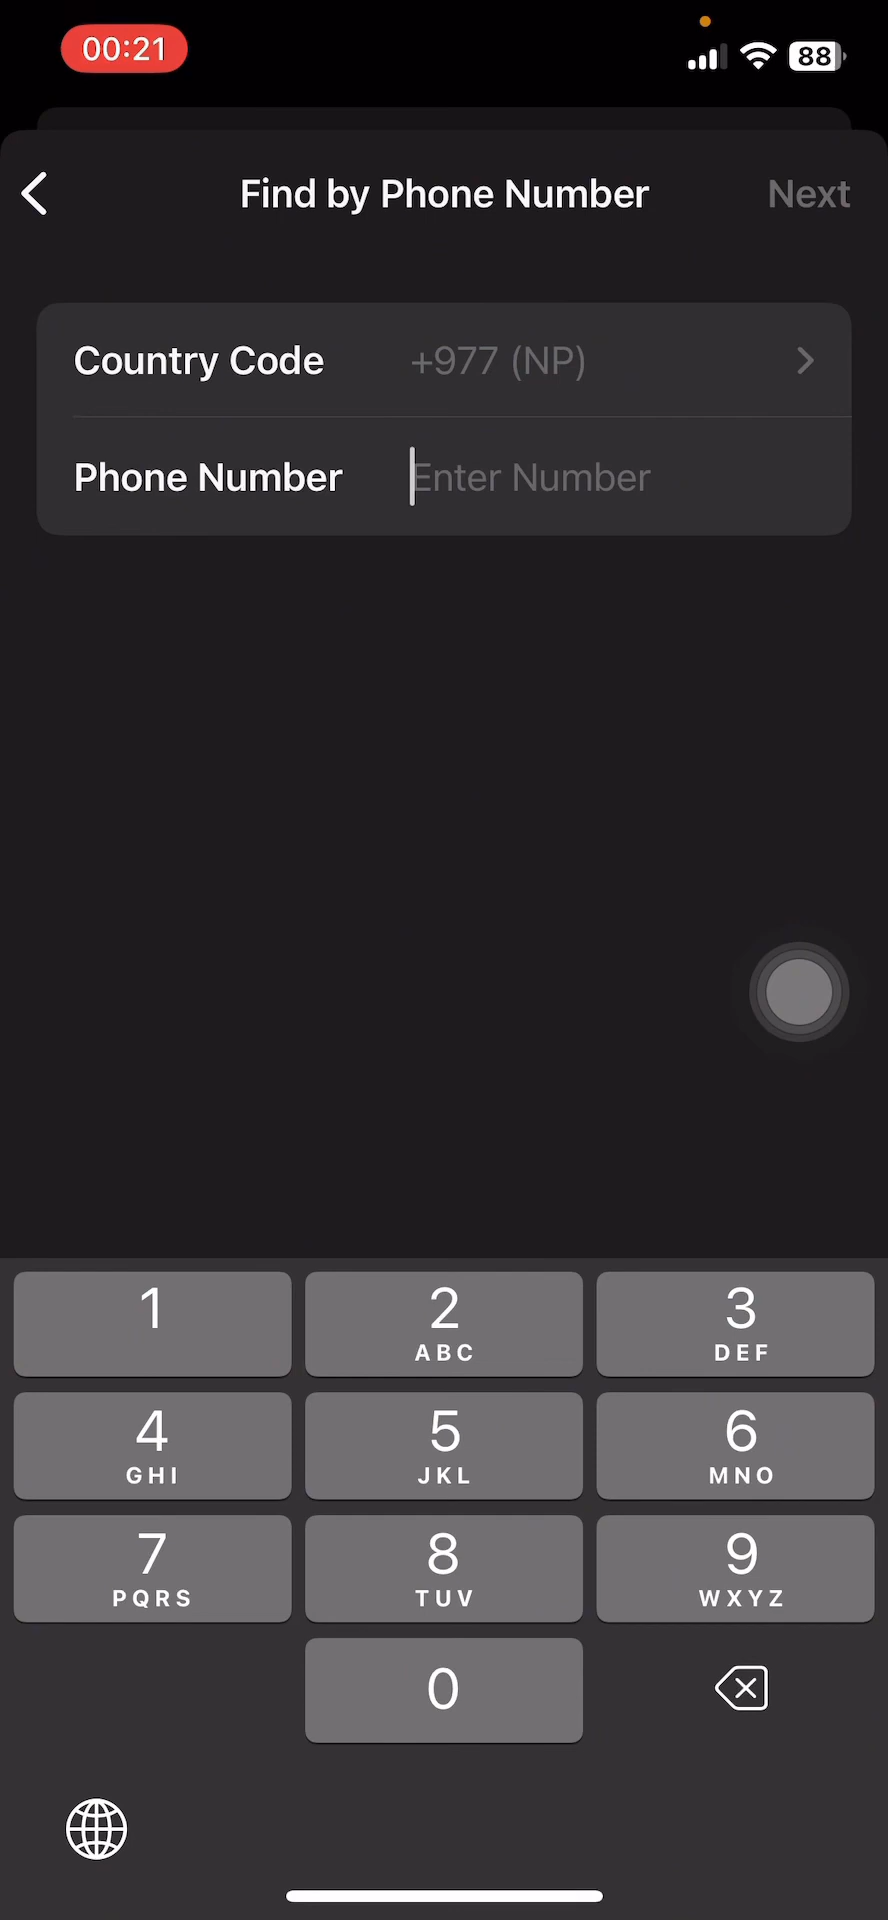 00:21
88
Find by Phone Number
Next
Country Code
+977 (NP)
Phone Number
Enter Number
1
2
ABC
3
DEF
4
GHI
5
JKL
6
MNO
7
PQRS
8
TUV
9
WXYZ
0